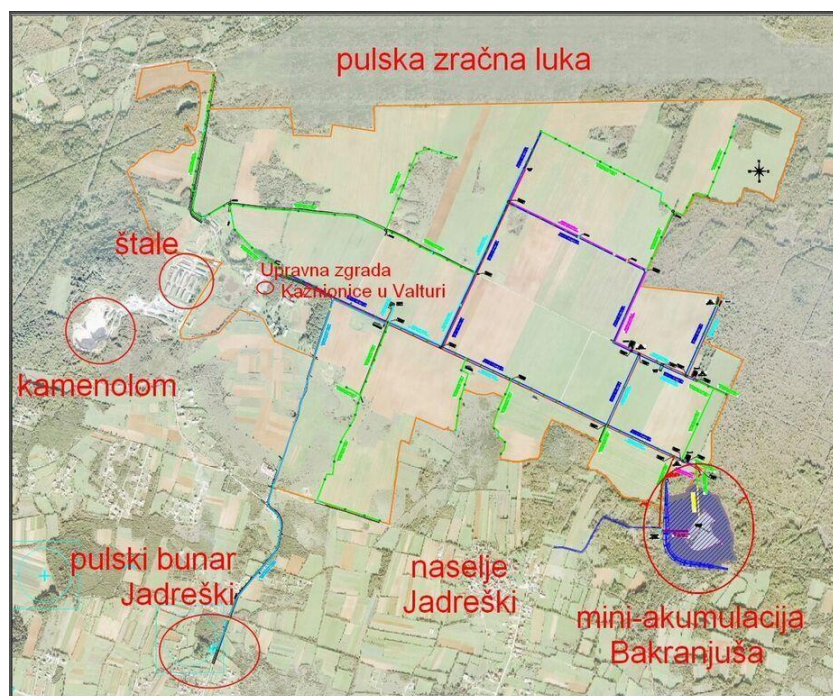 pulska zračna luka
štale
Upravna zgrada
Kaznionice u Valturi
kamenolom
pulski bunar
Jadreški
naselje
Jadreški
mini-akumulacija
Bakranjuša